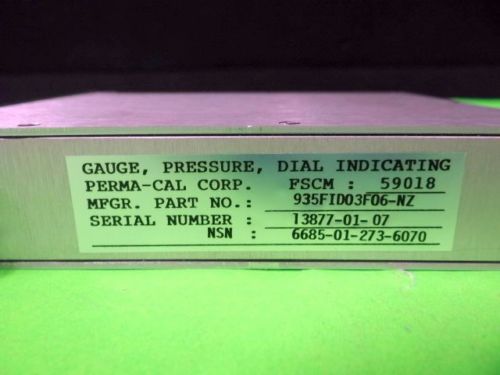 GAUGE, PRESSURE, DIAL INDICATING
PERMA-CAL CORP. FSCM : 59018
MFGR. PART NO.: 935FID03F06-NZ
SERIAL NUMBER : 13877-01-07
NSN : 6685-01-273-6070